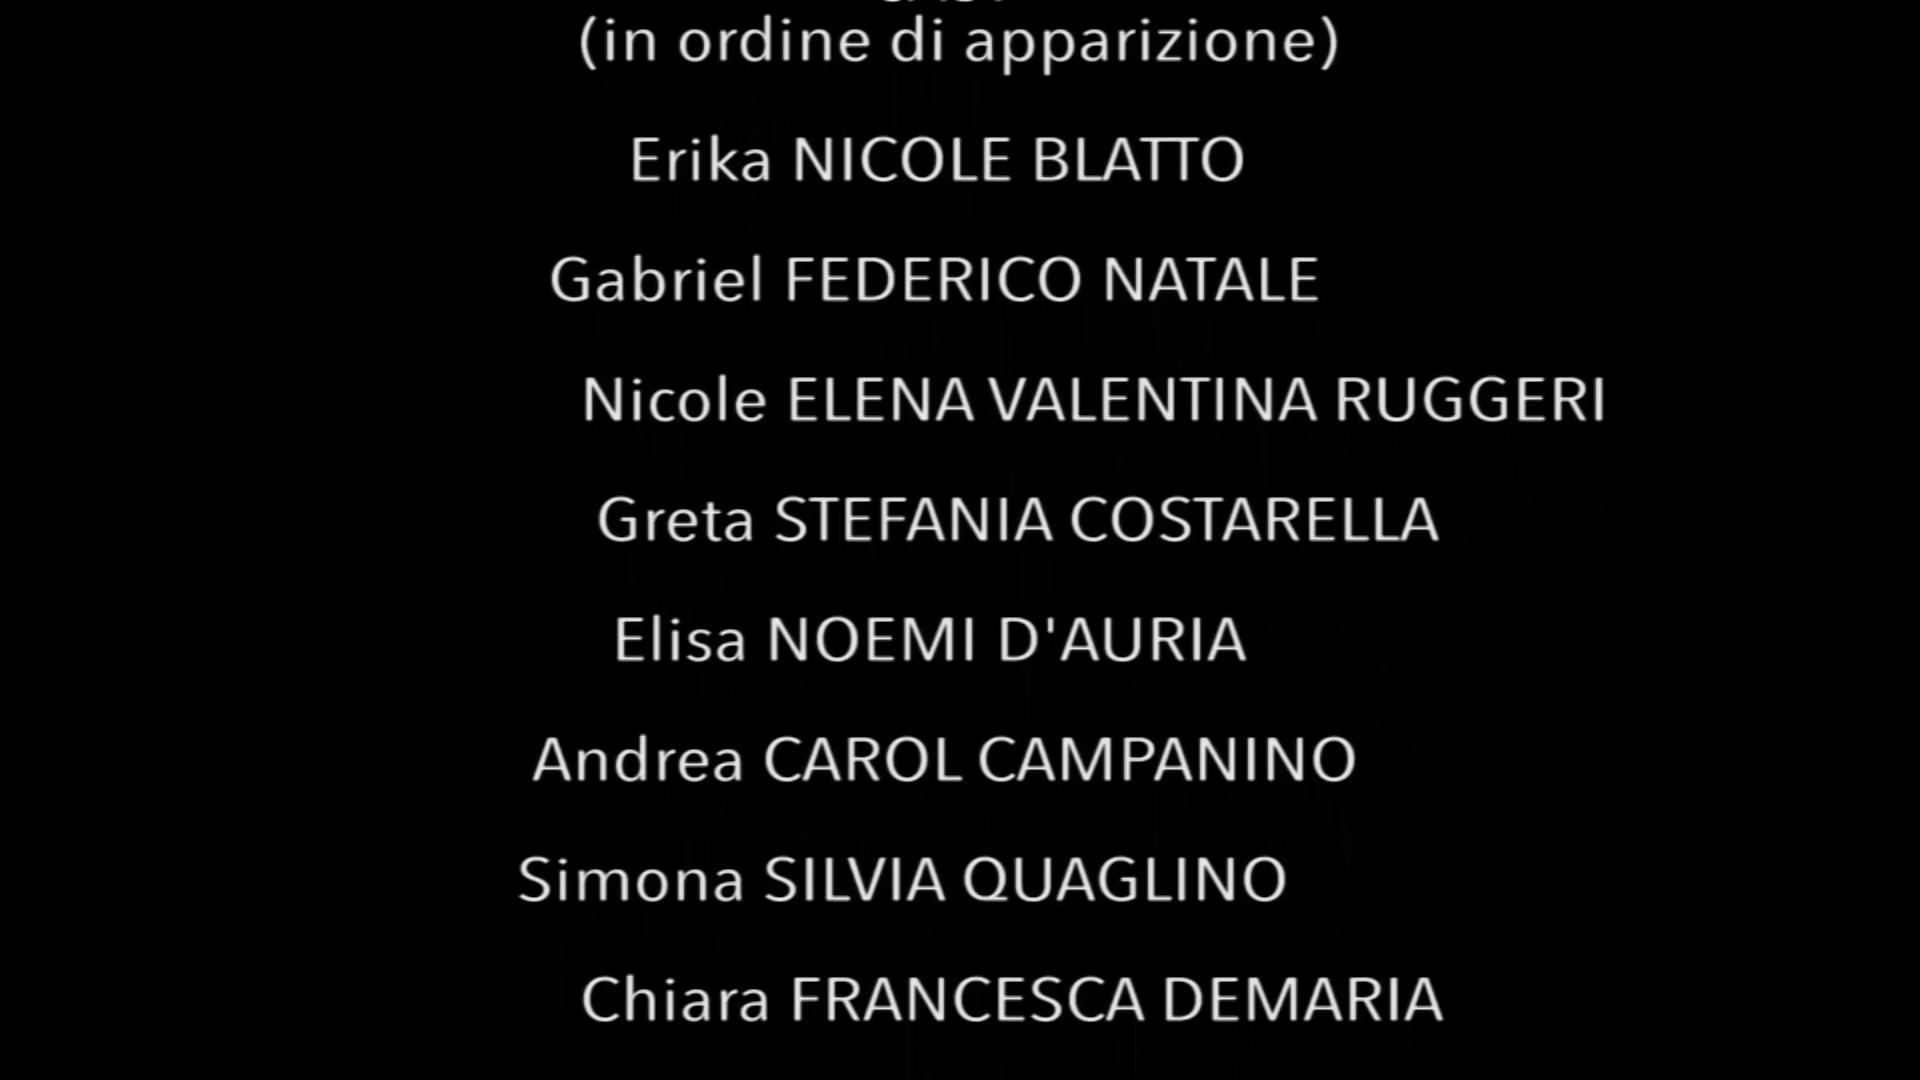 (in ordine di apparizione)
Erika NICOLE BLATTO
Gabriel FEDERICO NATALE
Nicole ELENA VALENTINA RUGGERI
Greta STEFANIA COSTARELLA
Elisa NOEMI D'AURIA
Andrea CAROL CAMPANINO
Simona SILVIA QUAGLINO
Chiara FRANCESCA DEMARIA